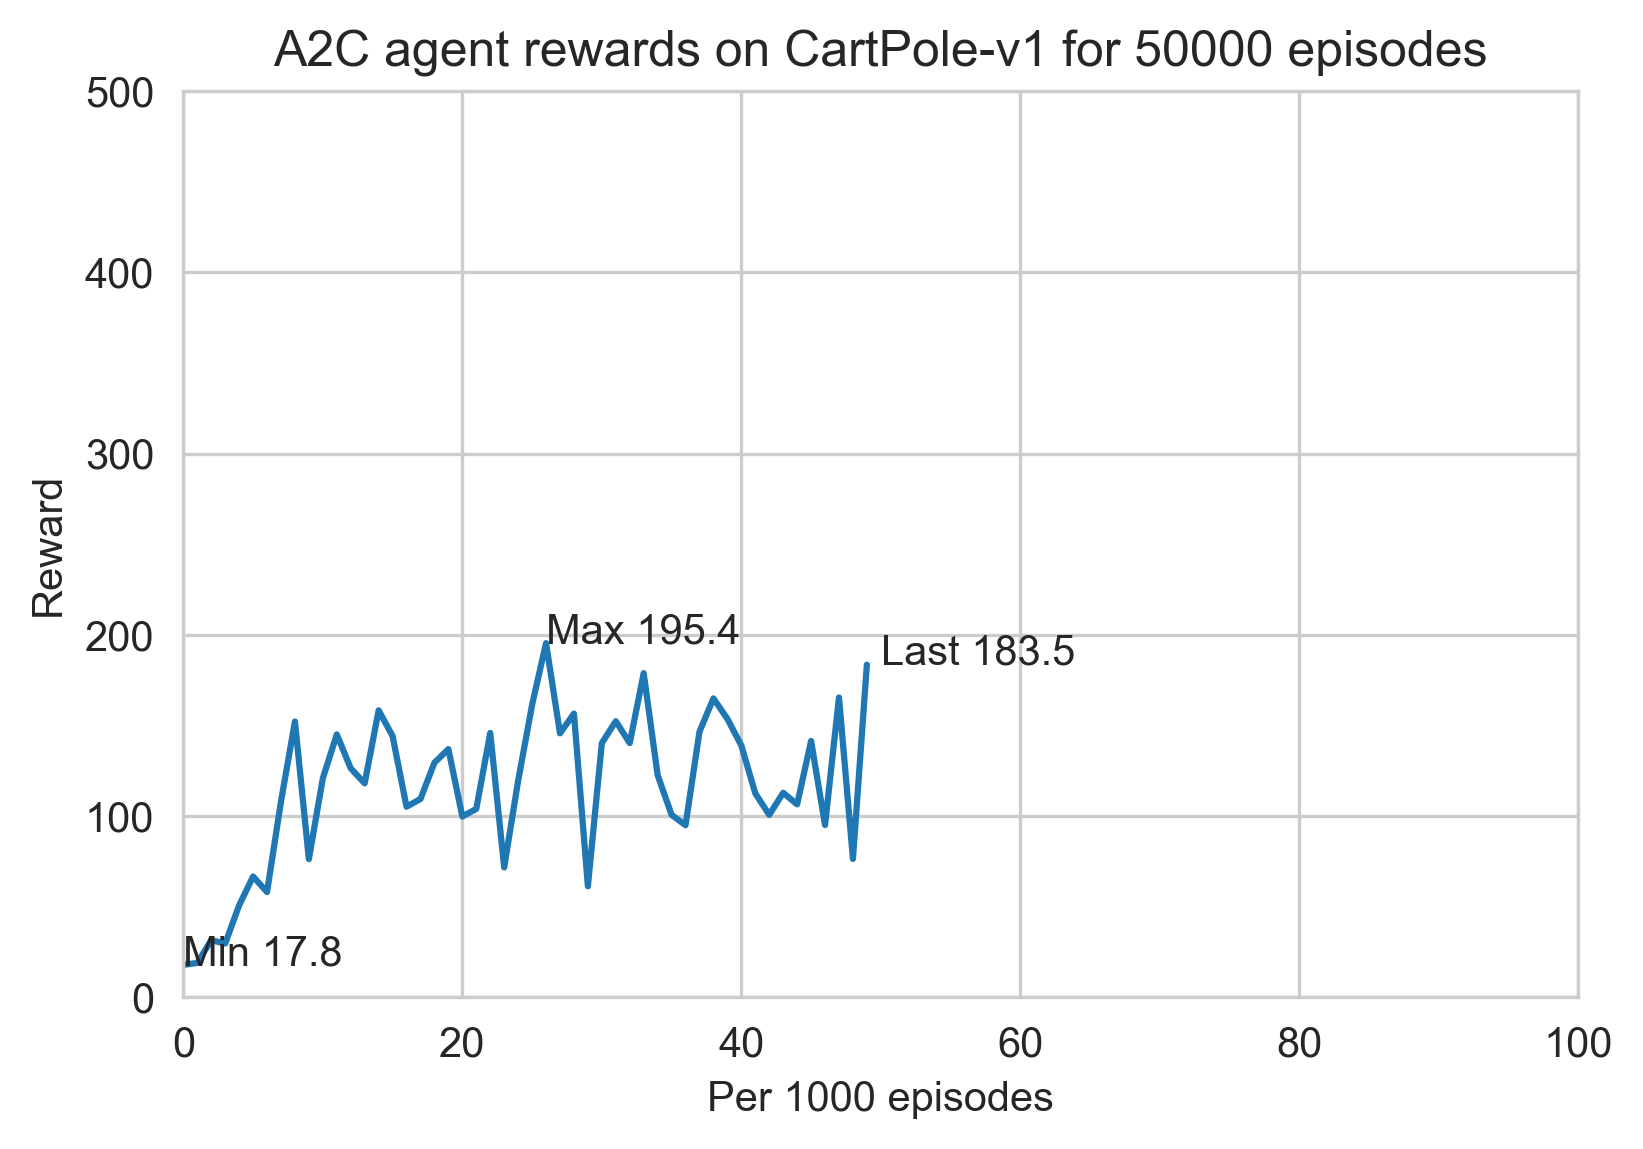 A2C agent rewards on CartPole-v1 for 50000 episodes
500
400
300
200
100
0
Reward
Max 195.4
Last 183.5
Min 17.8
0 20 40 60 80 100
Per 1000 episodes